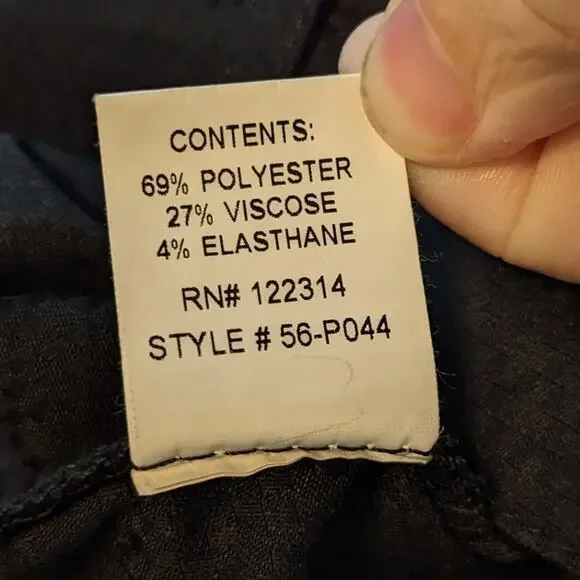 CONTENTS:
69% POLYESTER
27% VISCOSE
4% ELASTHANE
RN# 122314
STYLE # 56-P044